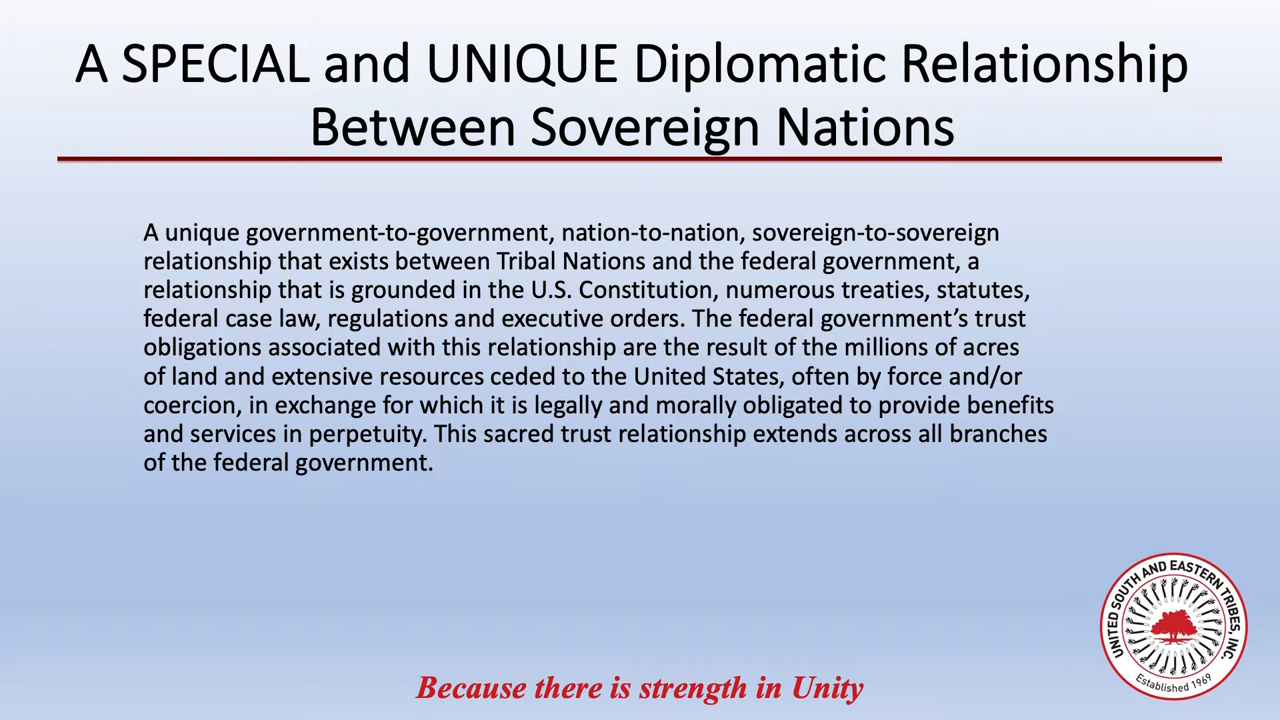 A SPECIAL and UNIQUE Diplomatic Relationship
Between Sovereign Nations
A unique government-to-government, nation-to-nation, sovereign-to-sovereign
relationship that exists between Tribal Nations and the federal government, a
relationship that is grounded in the U.S. Constitution, numerous treaties, statutes,
federal case law, regulations and executive orders. The federal government’s trust
obligations associated with this relationship are the result of the millions of acres
of land and extensive resources ceded to the United States, often by force and/or
coercion, in exchange for which it is legally and morally obligated to provide benefits
and services in perpetuity. This sacred trust relationship extends across all branches
of the federal government.
UNITED SOUTH AND EASTERN TRIBES, INC.
Established 1969
Because there is strength in Unity